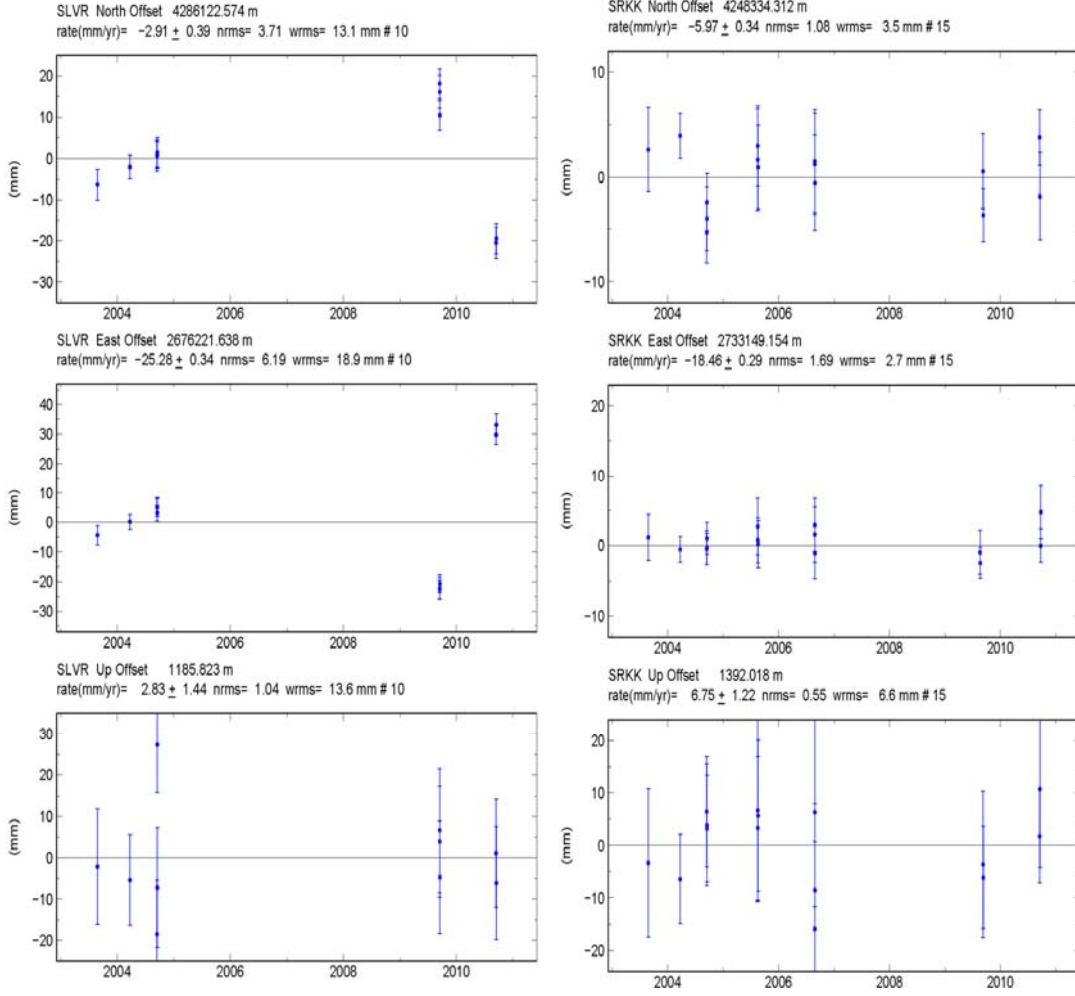 SLVR North Offset 4286122.574 m
rate(mm/yr)= −2.91 ± 0.39 nrms= 3.71 wrms= 13.1 mm # 10
20
10
0
−10
−20
−30
(mm)
2004 2006 2008 2010
SRKK North Offset 4248334.312 m
rate(mm/yr)= −5.97 ± 0.34 nrms= 1.08 wrms= 3.5 mm # 15
10
0
−10
(mm)
2004 2006 2008 2010
SLVR East Offset 2676221.638 m
rate(mm/yr)= −25.28 ± 0.34 nrms= 6.19 wrms= 18.9 mm # 10
40
30
20
10
0
−10
−20
−30
(mm)
2004 2006 2008 2010
SRKK East Offset 2733149.154 m
rate(mm/yr)= −18.46 ± 0.29 nrms= 1.69 wrms= 2.7 mm # 15
20
10
0
−10
(mm)
2004 2006 2008 2010
SLVR Up Offset 1185.823 m
rate(mm/yr)= 2.83 ± 1.44 nrms= 1.04 wrms= 13.6 mm # 10
30
20
10
0
−10
−20
(mm)
2004 2006 2008 2010
SRKK Up Offset 1392.018 m
rate(mm/yr)= 6.75 ± 1.22 nrms= 0.55 wrms= 6.6 mm # 15
20
10
0
−10
−20
(mm)
2004 2006 2008 2010